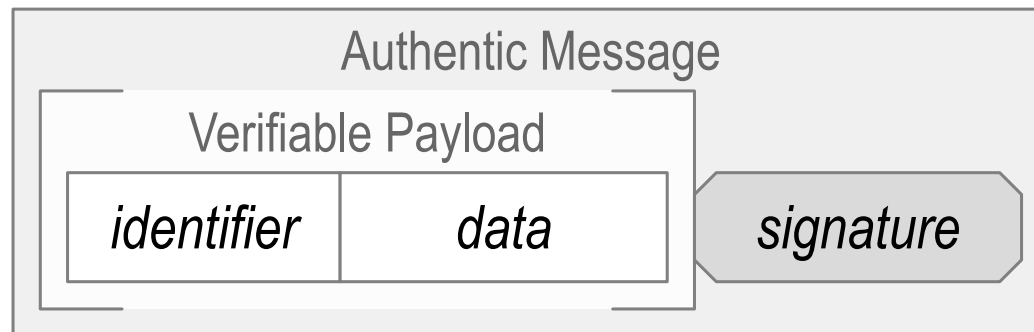 Authentic Message
Verifiable Payload
identifier data signature